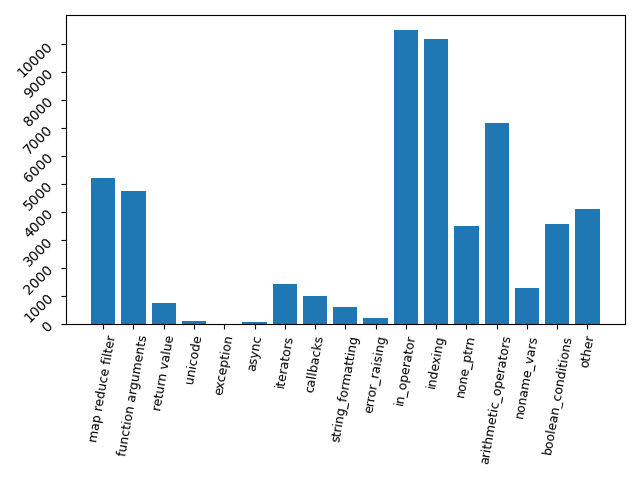 10000
9000
8000
7000
6000
5000
4000
3000
2000
1000
0
map reduce filter
function arguments
return value
unicode
exception
async
iterators
callbacks
string_formatting
error_raising
in_operator
indexing
none_ptrn
arithmetic_operators
noname_vars
boolean_conditions
other